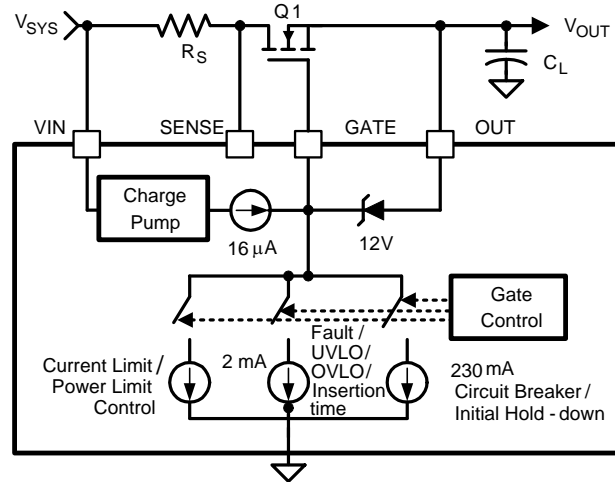 VSYS
RS
Q1
VOUT
CL
VIN
SENSE
GATE
OUT
Charge
Pump
16 µA
12V
Gate
Control
Current Limit /
Power Limit
Control
2 mA
Fault /
UVLO /
OVLO /
Insertion
time
230 mA
Circuit Breaker /
Initial Hold - down